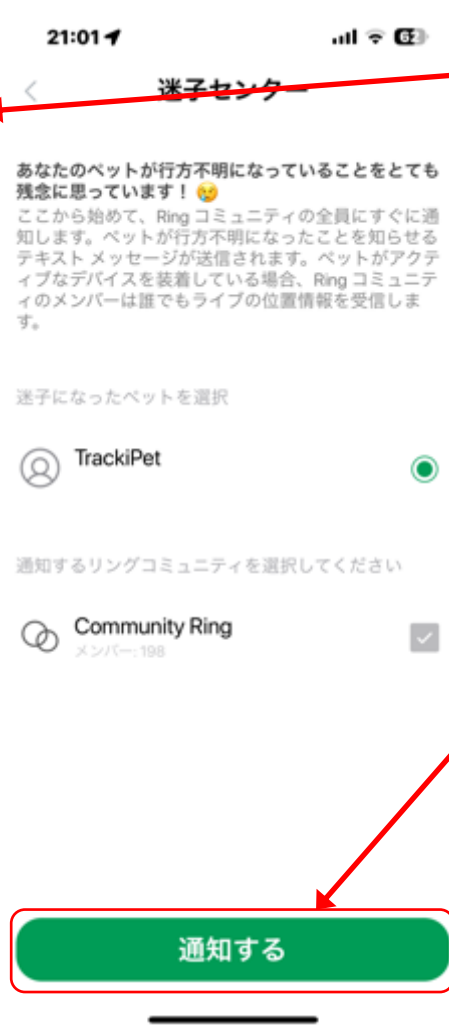 21:01
62
迷子センター
あなたのペットが行方不明になっていることをとても
残念に思っています！😢
ここから始めて、Ring コミュニティの全員にすぐに通
知します。ペットが行方不明になったことを知らせる
テキスト メッセージが送信されます。ペットがアクテ
ィブなデバイスを装着している場合、Ring コミュニテ
ィのメンバーは誰でもライブの位置情報を受信しま
す。
迷子になったペットを選択
TrackiPet
通知するリングコミュニティを選択してください
Community Ring
メンバー: 198
通知する